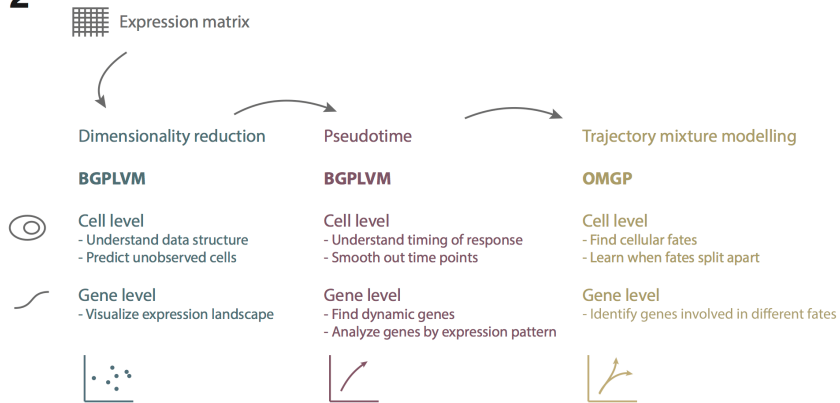 2
Expression matrix
Dimensionality reduction
BGPLVM
Cell level
- Understand data structure
- Predict unobserved cells
Gene level
- Visualize expression landscape
Pseudotime
BGPLVM
Cell level
- Understand timing of response
- Smooth out time points
Gene level
- Find dynamic genes
- Analyze genes by expression pattern
Trajectory mixture modelling
OMGP
Cell level
- Find cellular fates
- Learn when fates split apart
Gene level
- Identify genes involved in different fates